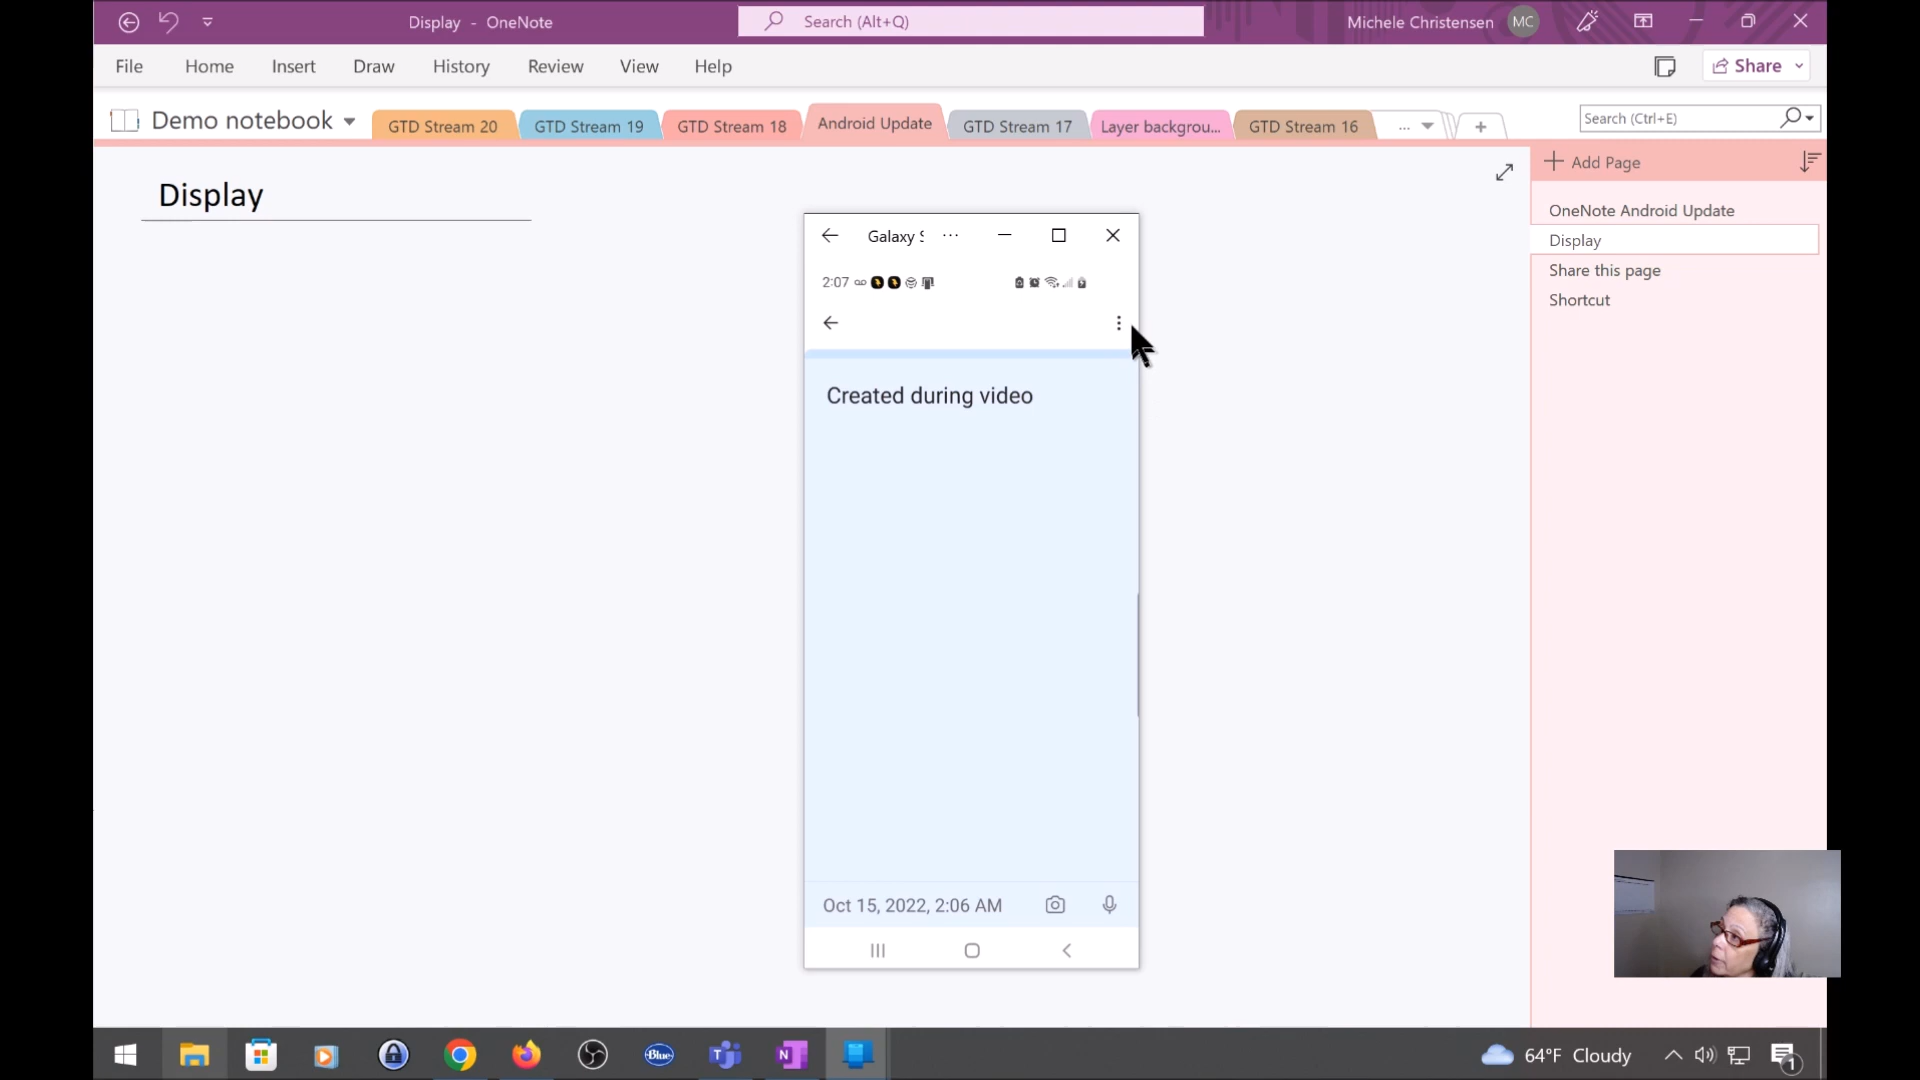 Display - OneNote
Search (Alt+Q)
Michele Christensen MC
File Home Insert Draw History Review View Help
Share
Demo notebook
GTD Stream 20
GTD Stream 19
GTD Stream 18
Android Update
GTD Stream 17
Layer backgrou...
GTD Stream 16
...
Search (Ctrl+E)
Display
Add Page
OneNote Android Update
Display
Share this page
Shortcut
Galaxy S ...
2:07
Created during video
Oct 15, 2022, 2:06 AM
Blue
T
N
64°F Cloudy
1